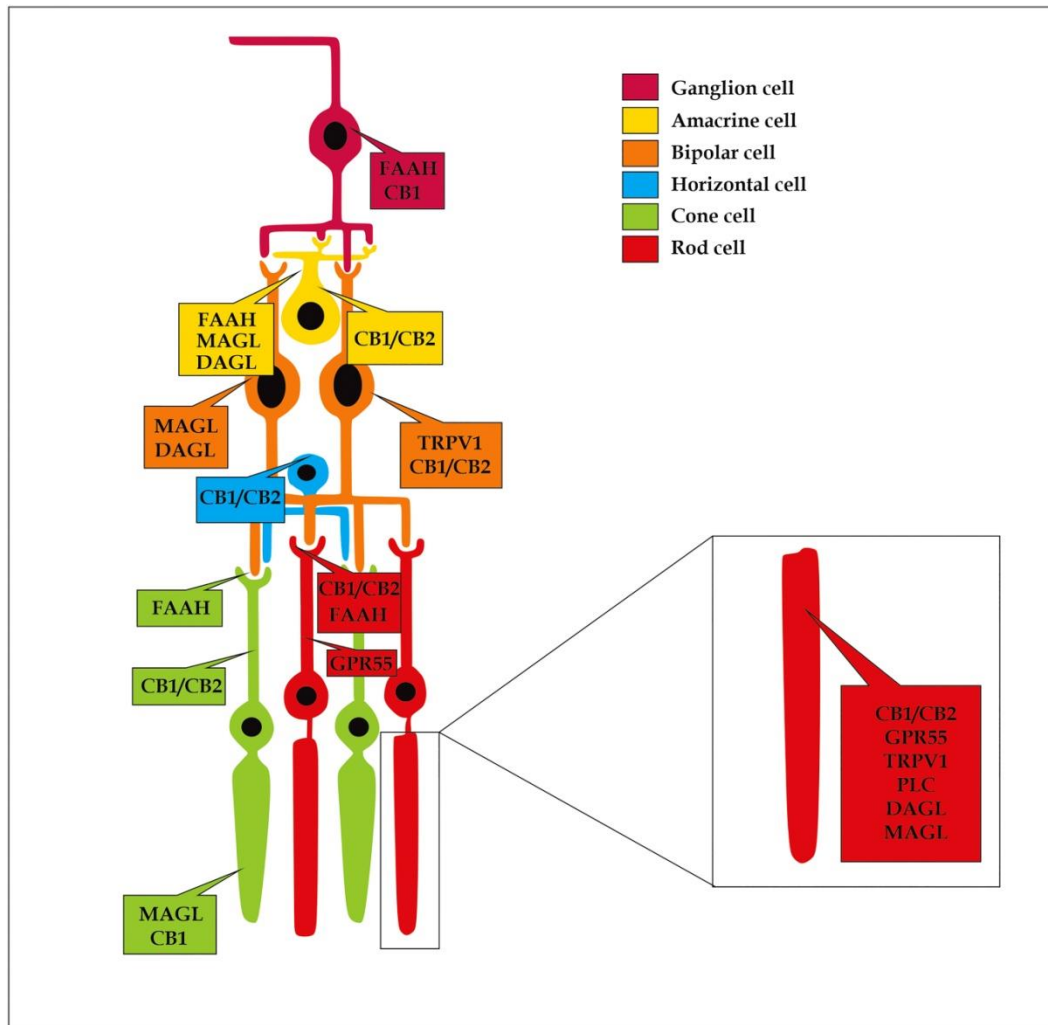 Ganglion cell
Amacrine cell
Bipolar cell
Horizontal cell
Cone cell
Rod cell
FAAH
CB1
FAAH
MAGL
DAGL
CB1/CB2
MAGL
DAGL
TRPV1
CB1/CB2
CB1/CB2
FAAH
CB1/CB2
FAAH
GPR55
CB1/CB2
MAGL
CB1
CB1/CB2
GPR55
TRPV1
PLC
DAGL
MAGL